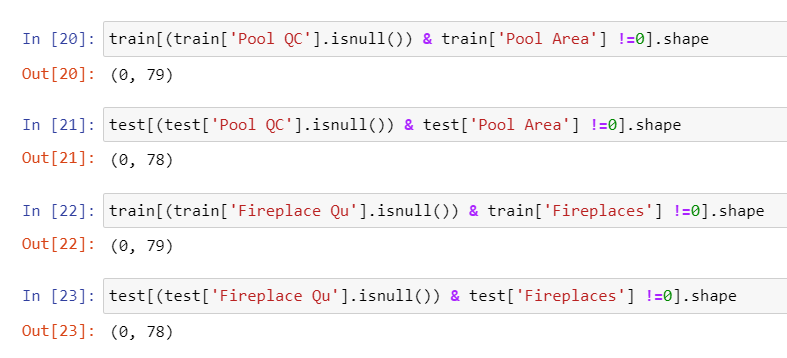 In [20]: train[(train['Pool QC'].isnull()) & train['Pool Area'] !=0].shape
Out[20]: (0, 79)
In [21]: test[(test['Pool QC'].isnull()) & test['Pool Area'] !=0].shape
Out[21]: (0, 78)
In [22]: train[(train['Fireplace Qu'].isnull()) & train['Fireplaces'] !=0].shape
Out[22]: (0, 79)
In [23]: test[(test['Fireplace Qu'].isnull()) & test['Fireplaces'] !=0].shape
Out[23]: (0, 78)